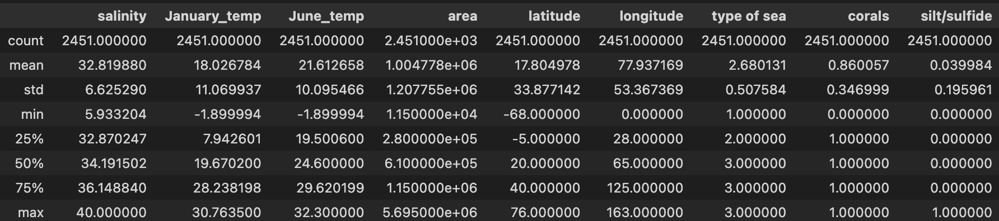 salinity January_temp June_temp area latitude longitude type of sea corals silt/sulfide
count 2451.000000 2451.000000 2451.000000 2.451000e+03 2451.000000 2451.000000 2451.000000 2451.000000 2451.000000
mean 32.819880 18.026784 21.612658 1.004778e+06 17.804978 77.937169 2.680131 0.860057 0.039984
std 6.625290 11.069937 10.095466 1.207755e+06 33.877142 53.367369 0.507584 0.346999 0.195961
min 5.933204 -1.899994 -1.899994 1.150000e+04 -68.000000 0.000000 1.000000 0.000000 0.000000
25% 32.870247 7.942601 19.500600 2.800000e+05 -5.000000 28.000000 2.000000 1.000000 0.000000
50% 34.191502 19.670200 24.600000 6.100000e+05 20.000000 65.000000 3.000000 1.000000 0.000000
75% 36.148840 28.238198 29.620199 1.150000e+06 40.000000 125.000000 3.000000 1.000000 0.000000
max 40.000000 30.763500 32.300000 5.695000e+06 76.000000 163.000000 3.000000 1.000000 1.000000